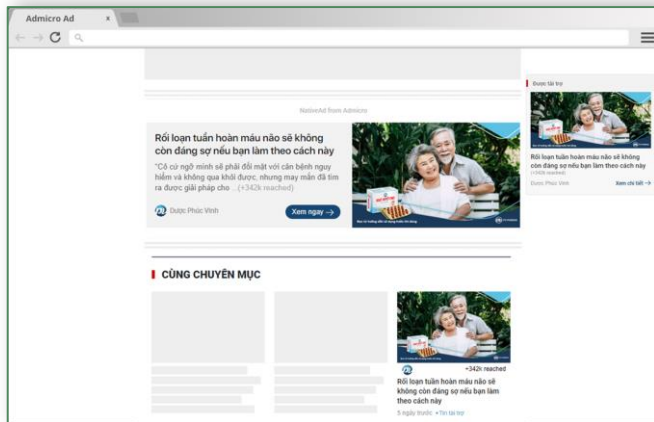 Admicro Ad x
NativeAd from Admicro
Rối loạn tuần hoàn máu não sẽ không
còn đáng sợ nếu bạn làm theo cách này
"Cô cứ ngỡ mình sẽ phải đối mặt với căn bệnh nguy
hiểm và không qua khỏi được, nhưng may mắn đã tìm
ra được giải pháp cho ...(+342k reached)
Dược Phúc Vinh
Xem ngay →
Được tài trợ
Rối loạn tuần hoàn máu não sẽ không
còn đáng sợ nếu bạn làm theo cách này
(+342k reached)
Dược Phúc Vinh
Xem chi tiết →
CÙNG CHUYÊN MỤC
+342k reached
Rối loạn tuần hoàn máu não sẽ
không còn đáng sợ nếu bạn làm
theo cách này
5 ngày trước • Tin tài trợ